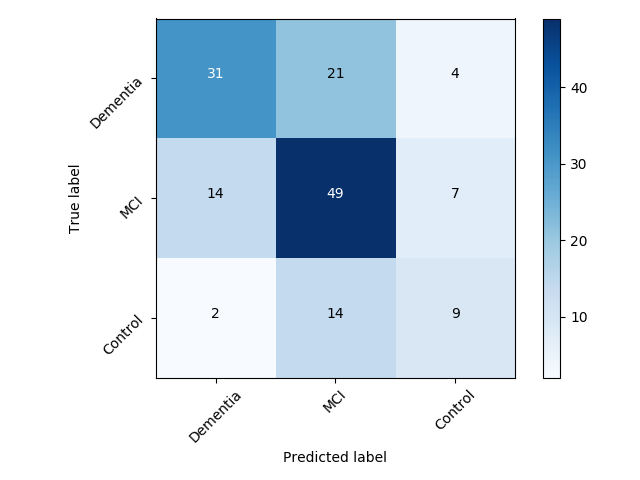 Dementia
31 21 4
MCI
14 49 7
Control
2 14 9
Dementia MCI Control
True label
Predicted label
40
30
20
10